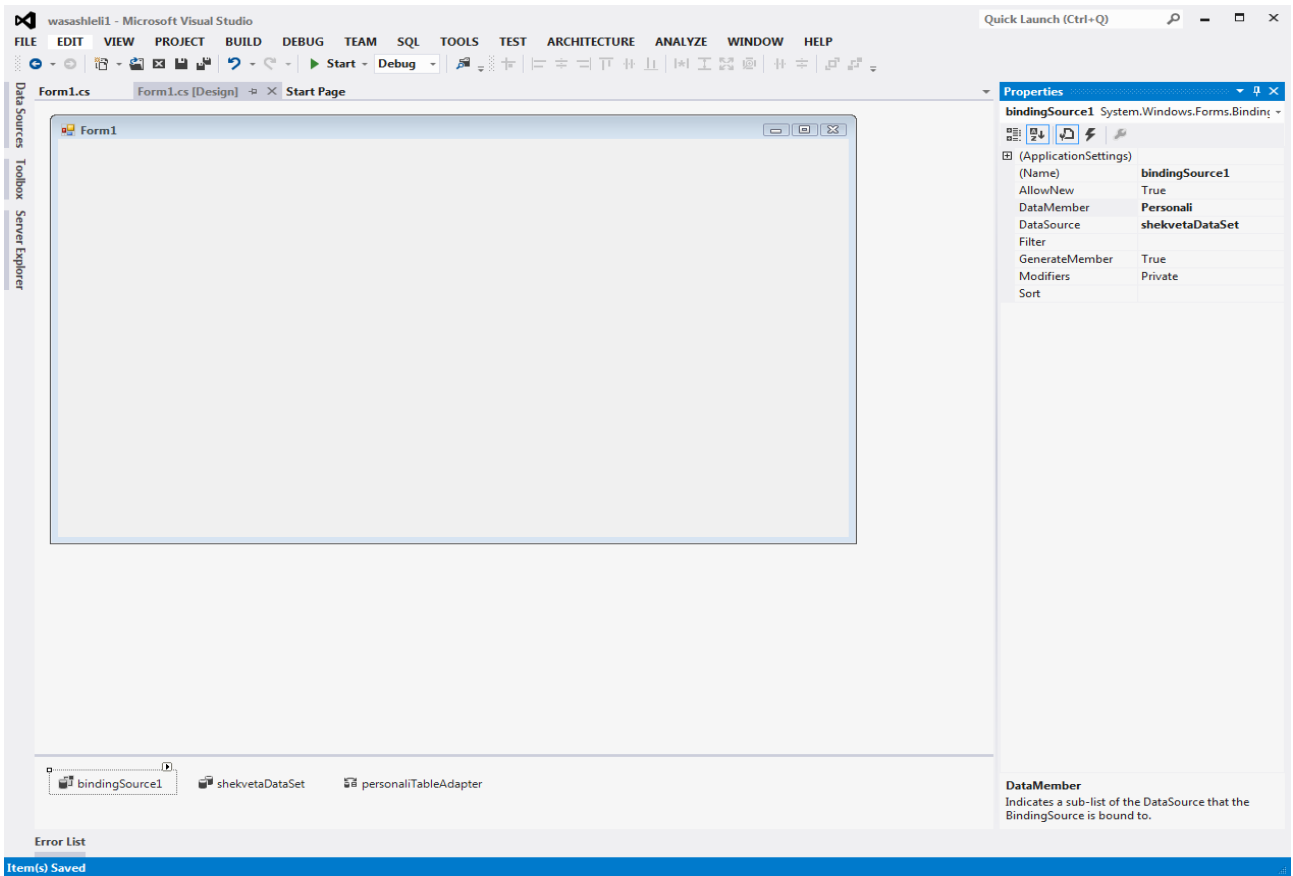 wasashleli1 - Microsoft Visual Studio
Quick Launch (Ctrl+Q)
FILE EDIT VIEW PROJECT BUILD DEBUG TEAM SQL TOOLS TEST ARCHITECTURE ANALYZE WINDOW HELP
Start Debug
Data Sources
Toolbox
Server Explorer
Form1.cs Form1.cs [Design] Start Page
Form1
bindingSource1 shekvetaDataSet personaliTableAdapter
Properties
bindingSource1 System.Windows.Forms.Binding
(ApplicationSettings)
(Name) bindingSource1
AllowNew True
DataMember Personali
DataSource shekvetaDataSet
Filter
GenerateMember True
Modifiers Private
Sort
DataMember
Indicates a sub-list of the DataSource that the
BindingSource is bound to.
Error List
Item(s) Saved